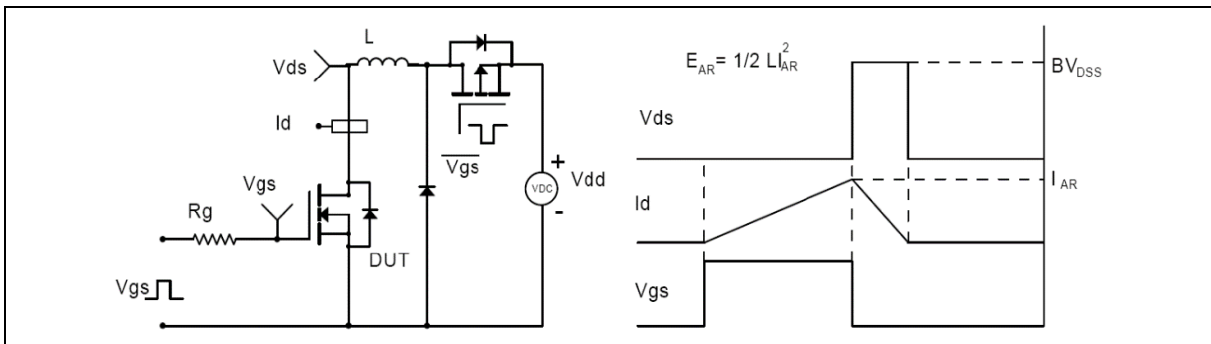 L
Vds
Id
Vgs
Vgs
Rg
DUT
Vgs
+
VDC
-
Vdd
E_AR = 1/2 LI_AR^2
BV_DSS
Vds
I_AR
Id
Vgs